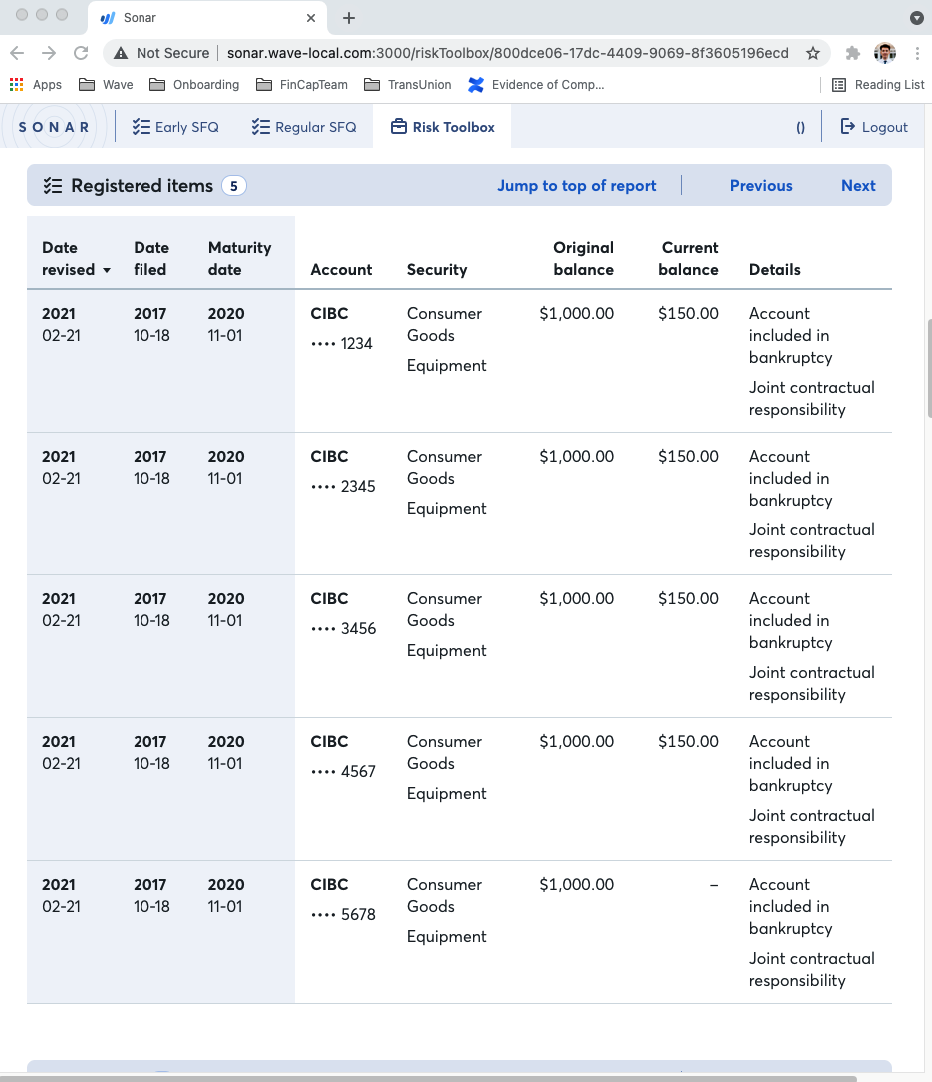 Sonar
Not Secure sonar.wave-local.com:3000/riskToolbox/800dce06-17dc-4409-9069-8f3605196ecd
Apps Wave Onboarding FinCapTeam TransUnion Evidence of Comp... Reading List
SONAR Early SFQ Regular SFQ Risk Toolbox () Logout
Registered items 5 Jump to top of report Previous Next
Date Date Maturity Original Current
revised filed date Account Security balance balance Details
2021 2017 2020 CIBC Consumer $1,000.00 $150.00 Account
02-21 10-18 11-01 Goods included in
•••• 1234
bankruptcy
Equipment
Joint contractual
responsibility
2021 2017 2020 CIBC Consumer $1,000.00 $150.00 Account
02-21 10-18 11-01 Goods included in
•••• 2345
bankruptcy
Equipment
Joint contractual
responsibility
2021 2017 2020 CIBC Consumer $1,000.00 $150.00 Account
02-21 10-18 11-01 Goods included in
•••• 3456
bankruptcy
Equipment
Joint contractual
responsibility
2021 2017 2020 CIBC Consumer $1,000.00 $150.00 Account
02-21 10-18 11-01 Goods included in
•••• 4567
bankruptcy
Equipment
Joint contractual
responsibility
2021 2017 2020 CIBC Consumer $1,000.00 – Account
02-21 10-18 11-01 Goods included in
•••• 5678
bankruptcy
Equipment
Joint contractual
responsibility